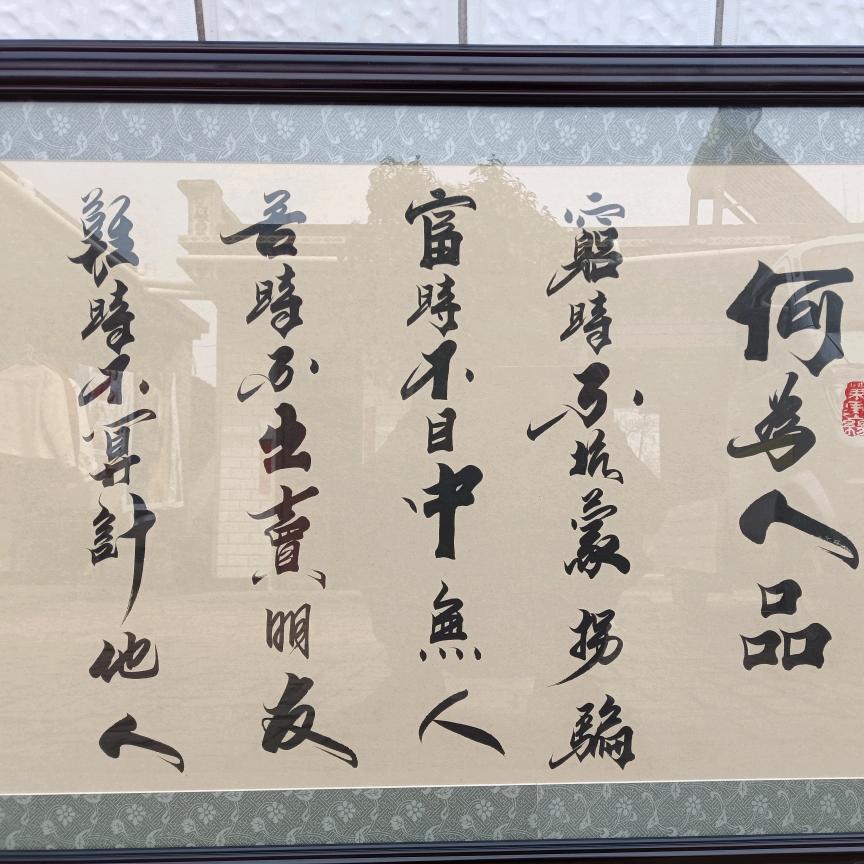 何為人品
窮時不坑蒙拐騙
富時不目中無人
苦時不出賣朋友
難時不算計他人